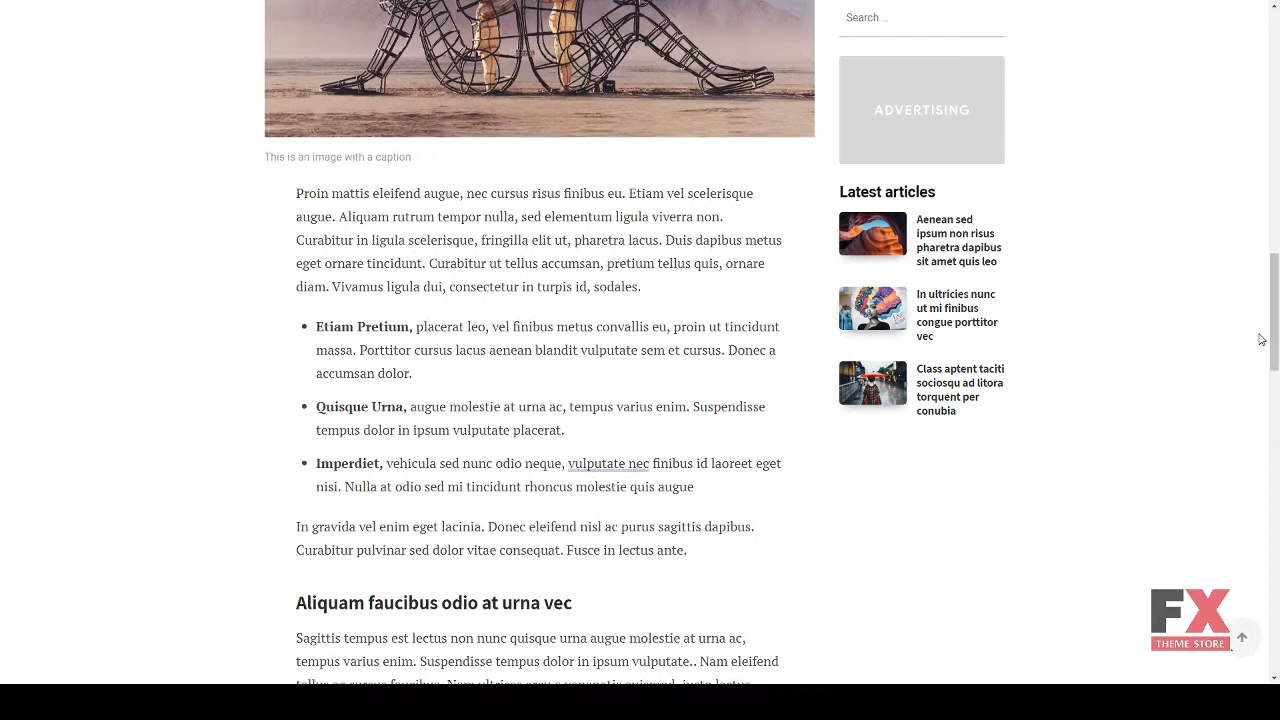 Search ...
ADVERTISING
This is an image with a caption
Latest articles
Proin mattis eleifend augue, nec cursus risus finibus eu. Etiam vel scelerisque
augue. Aliquam rutrum tempor nulla, sed elementum ligula viverra non.
Curabitur in ligula scelerisque, fringilla elit ut, pharetra lacus. Duis dapibus metus
eget ornare tincidunt. Curabitur ut tellus accumsan, pretium tellus quis, ornare
diam. Vivamus ligula dui, consectetur in turpis id, sodales.
Aenean sed
ipsum non risus
pharetra dapibus
sit amet quis leo
In ultricies nunc
ut mi finibus
congue porttitor
vec
Class aptent taciti
sociosqu ad litora
torquent per
conubia
Etiam Pretium, placerat leo, vel finibus metus convallis eu, proin ut tincidunt
massa. Porttitor cursus lacus aenean blandit vulputate sem et cursus. Donec a
accumsan dolor.
Quisque Urna, augue molestie at urna ac, tempus varius enim. Suspendisse
tempus dolor in ipsum vulputate placerat.
Imperdiet, vehicula sed nunc odio neque, vulputate nec finibus id laoreet eget
nisi. Nulla at odio sed mi tincidunt rhoncus molestie quis augue
In gravida vel enim eget lacinia. Donec eleifend nisl ac purus sagittis dapibus.
Curabitur pulvinar sed dolor vitae consequat. Fusce in lectus ante.
Aliquam faucibus odio at urna vec
Sagittis tempus est lectus non nunc quisque urna augue molestie at urna ac,
tempus varius enim. Suspendisse tempus dolor in ipsum vulputate.. Nam eleifend
FX
THEME STORE